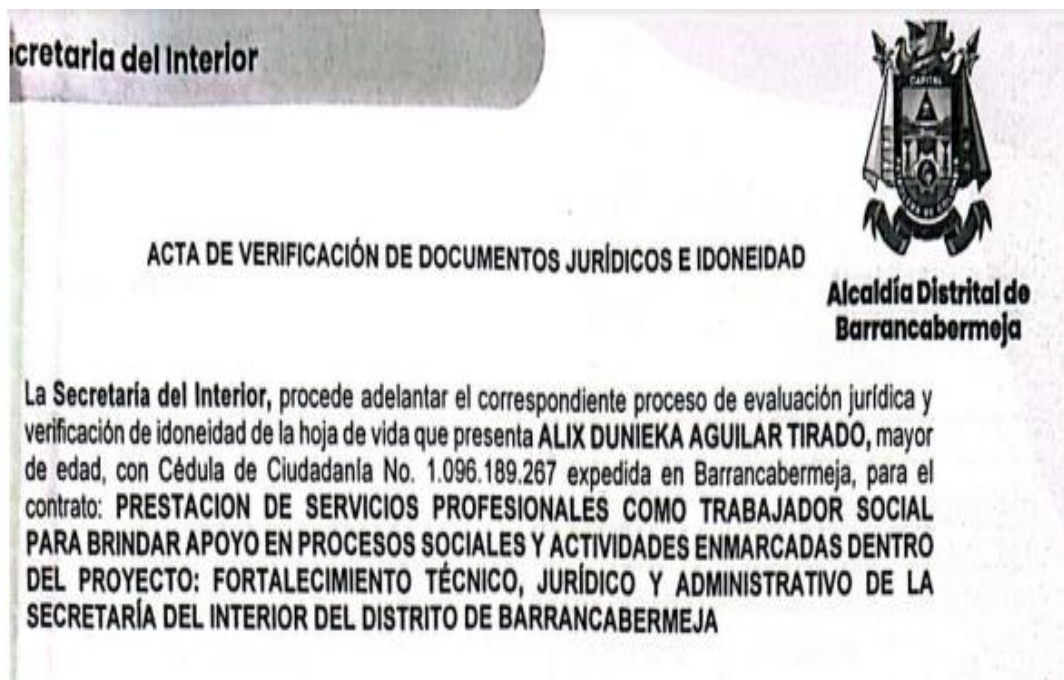 cretaria del Interior
CAPITAL
ACTA DE VERIFICACIÓN DE DOCUMENTOS JURÍDICOS E IDONEIDAD
Alcaldía Distrital de
Barrancabermeja
La Secretaría del Interior, procede adelantar el correspondiente proceso de evaluación jurídica y
verificación de idoneidad de la hoja de vida que presenta ALIX DUNIEKA AGUILAR TIRADO, mayor
de edad, con Cédula de Ciudadanía No. 1.096.189.267 expedida en Barrancabermeja, para el
contrato: PRESTACION DE SERVICIOS PROFESIONALES COMO TRABAJADOR SOCIAL
PARA BRINDAR APOYO EN PROCESOS SOCIALES Y ACTIVIDADES ENMARCADAS DENTRO
DEL PROYECTO: FORTALECIMIENTO TÉCNICO, JURÍDICO Y ADMINISTRATIVO DE LA
SECRETARÍA DEL INTERIOR DEL DISTRITO DE BARRANCABERMEJA